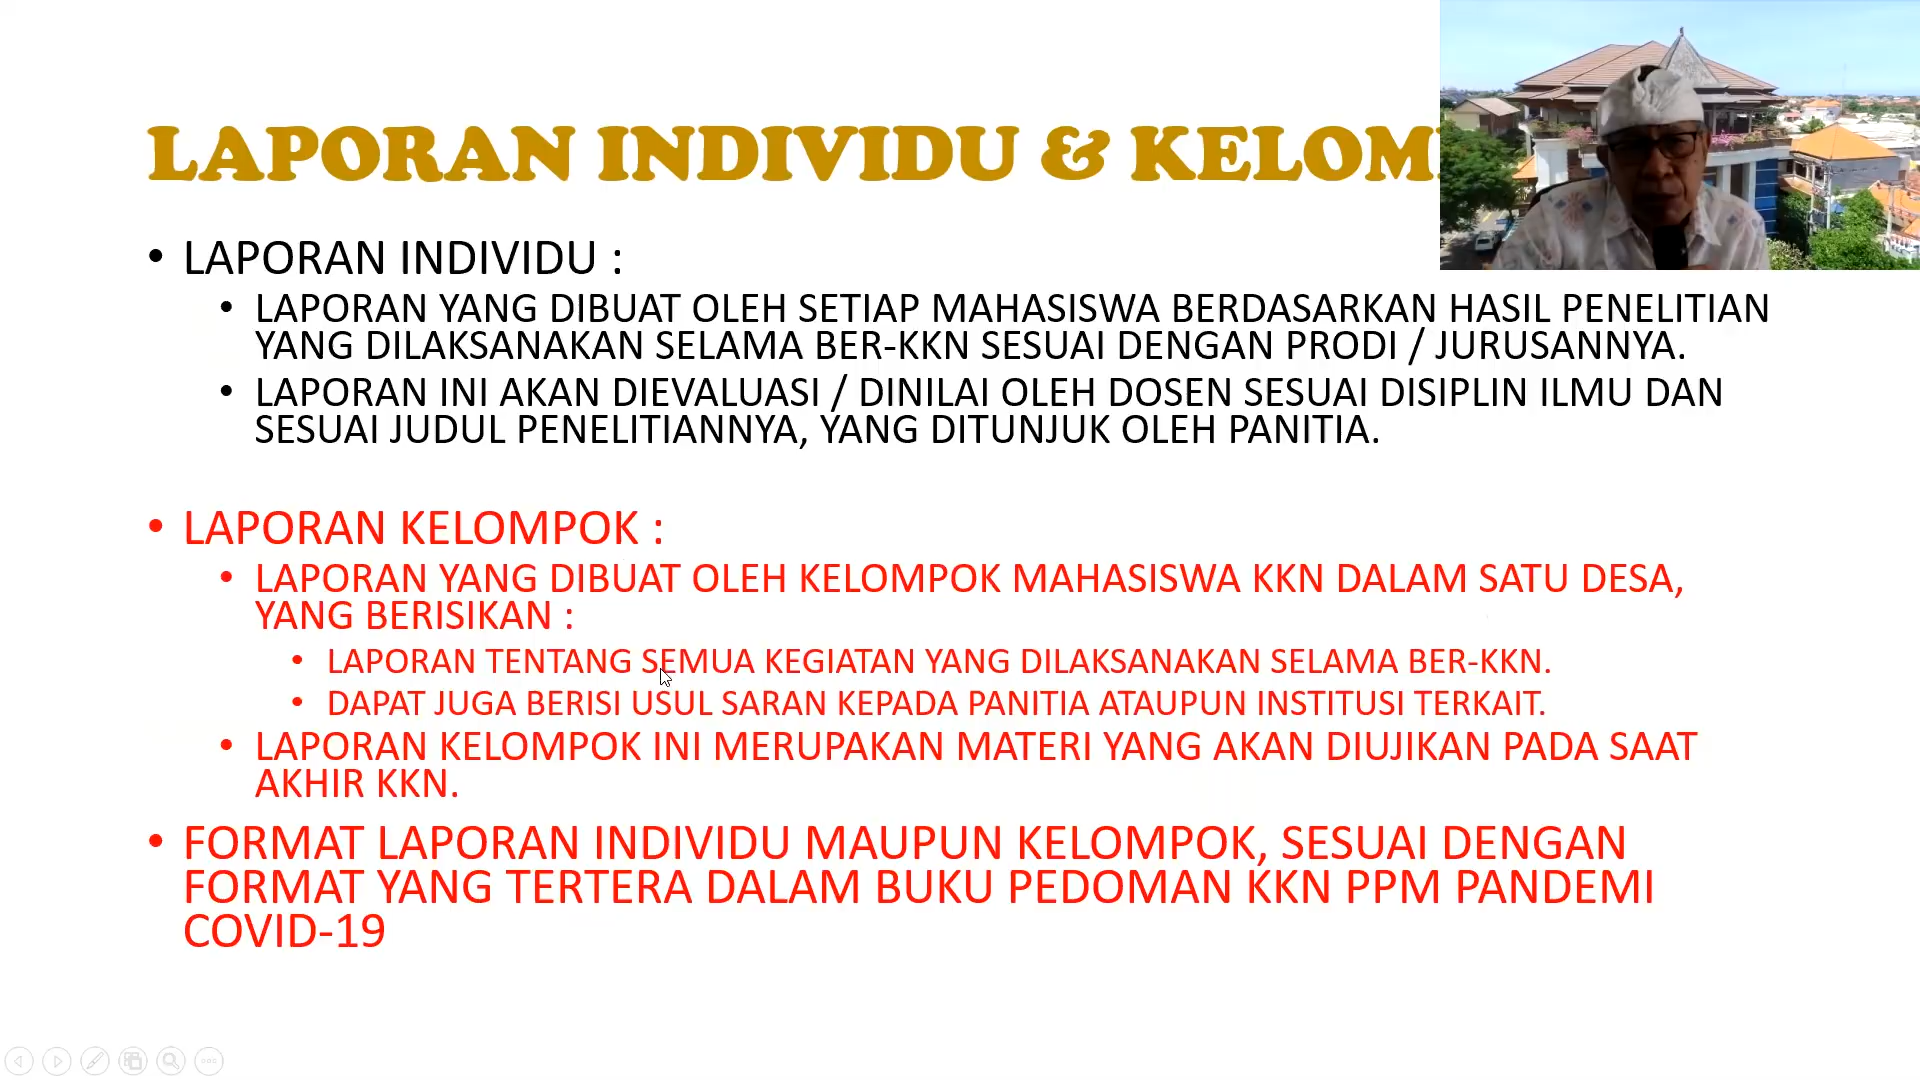 LAPORAN INDIVIDU &
• LAPORAN INDIVIDU :
• LAPORAN YANG DIBUAT OLEH SETIAP MAHASISWA BERDASARKAN HASIL PENELITIAN
YANG DILAKSANAKAN SELAMA BER-KKN SESUAI DENGAN PRODI / JURUSANNYA.
• LAPORAN INI AKAN DIEVALUASI / DINILAI OLEH DOSEN SESUAI DISIPLIN ILMU DAN
SESUAI JUDUL PENELITIANNYA, YANG DITUNJUK OLEH PANITIA.
• LAPORAN KELOMPOK :
• LAPORAN YANG DIBUAT OLEH KELOMPOK MAHASISWA KKN DALAM SATU DESA,
YANG BERISIKAN :
• LAPORAN TENTANG SEMUA KEGIATAN YANG DILAKSANAKAN SELAMA BER-KKN.
• DAPAT JUGA BERISI USUL SARAN KEPADA PANITIA ATAUPUN INSTITUSI TERKAIT.
• LAPORAN KELOMPOK INI MERUPAKAN MATERI YANG AKAN DIUJIKAN PADA SAAT
AKHIR KKN.
• FORMAT LAPORAN INDIVIDU MAUPUN KELOMPOK, SESUAI DENGAN
FORMAT YANG TERTERA DALAM BUKU PEDOMAN KKN PPM PANDEMI
COVID-19